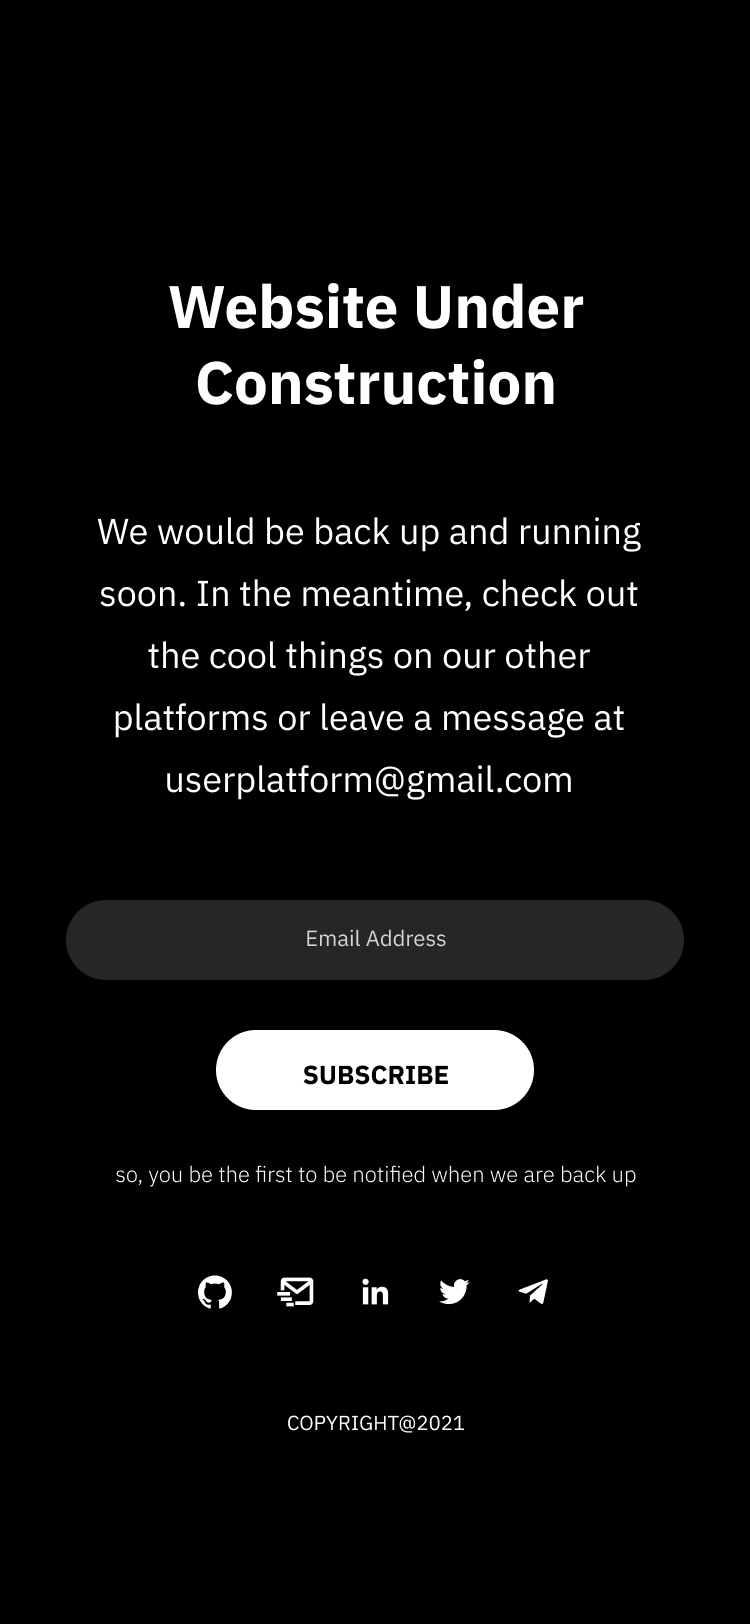 Website Under
Construction
We would be back up and running
soon. In the meantime, check out
the cool things on our other
platforms or leave a message at
userplatform@gmail.com
Email Address
SUBSCRIBE
so, you be the first to be notified when we are back up
in
COPYRIGHT@2021